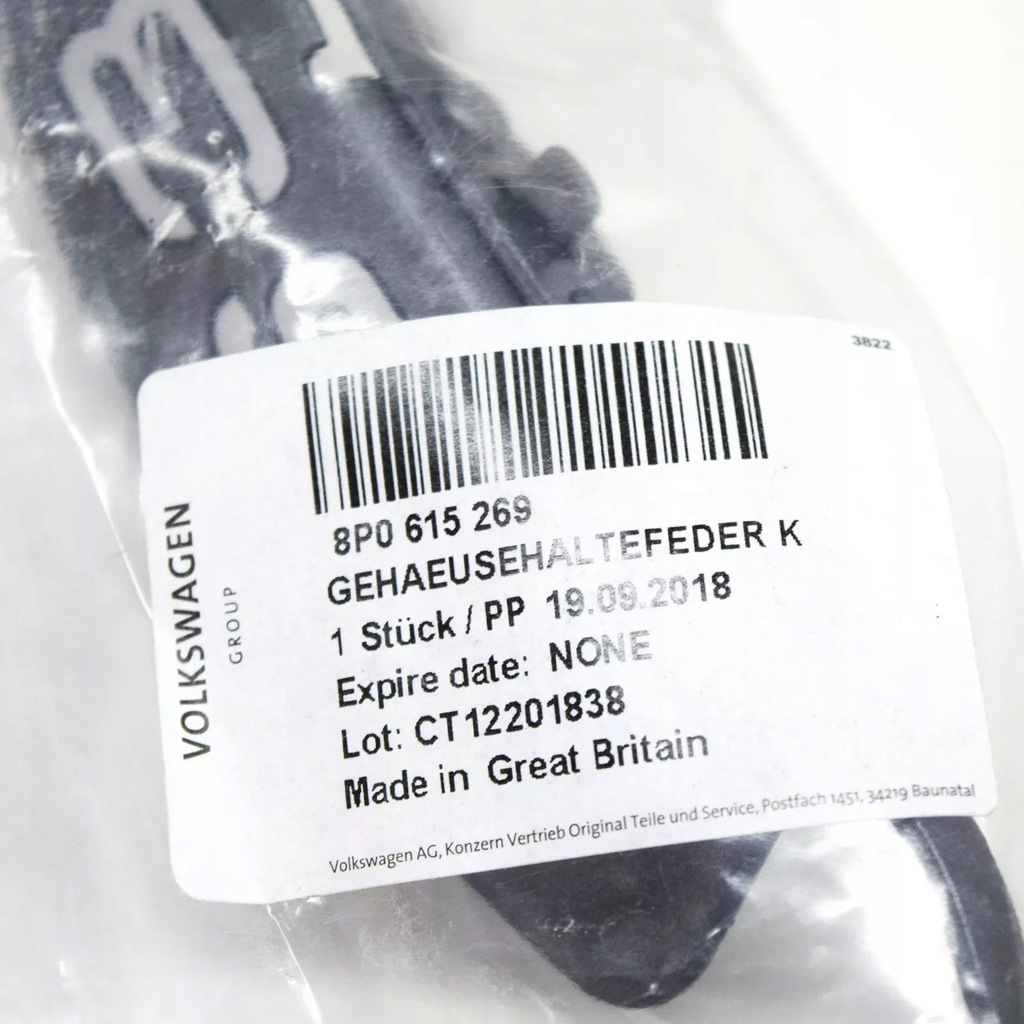 3822
8P0 615 269
GEHAEUSEHALTEFEDER K
1 Stück / PP 19.09.2018
Expire date: NONE
Lot: CT12201838
Made in Great Britain
Volkswagen AG, Konzern Vertrieb Original Teile und Service, Postfach 1451, 34219 Baunatal
VOLKSWAGEN
GROUP